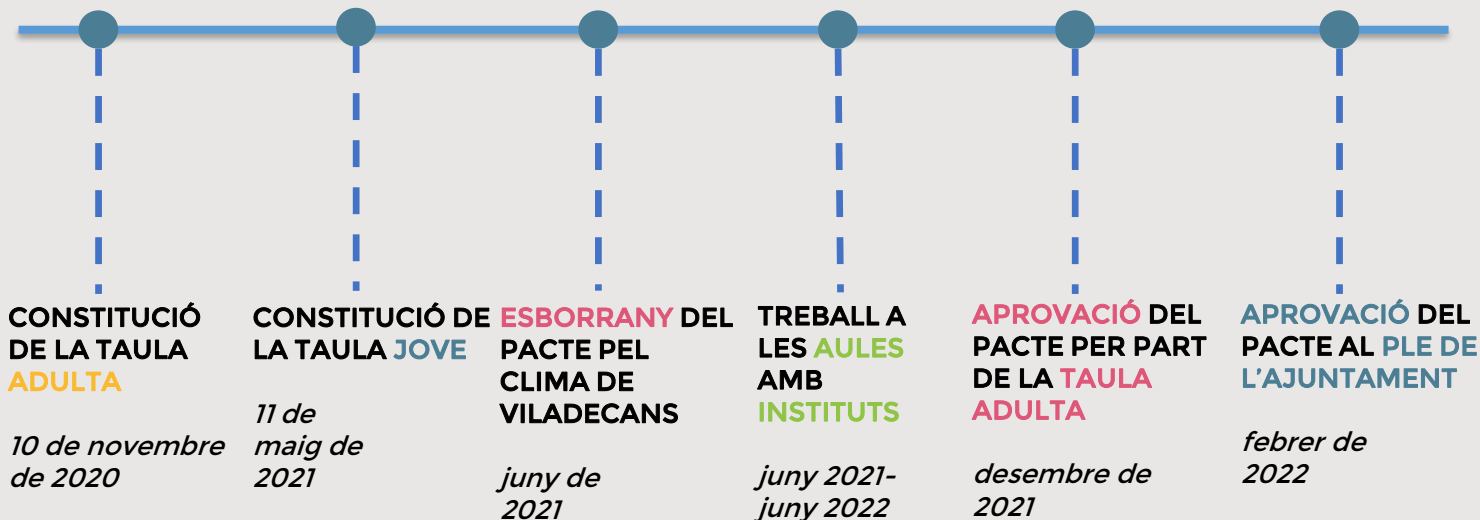 CONSTITUCIÓ
DE LA TAULA
ADULTA
10 de novembre
de 2020
CONSTITUCIÓ DE
LA TAULA JOVE
11 de
maig de
2021
ESBORRANY DEL
PACTE PEL
CLIMA DE
VILADECANS
juny de
2021
TREBALL A
LES AULES
AMB
INSTITUTS
juny 2021-
juny 2022
APROVACIÓ DEL
PACTE PER PART
DE LA TAULA
ADULTA
desembre de
2021
APROVACIÓ DEL
PACTE AL PLE DE
L’AJUNTAMENT
febrer de
2022